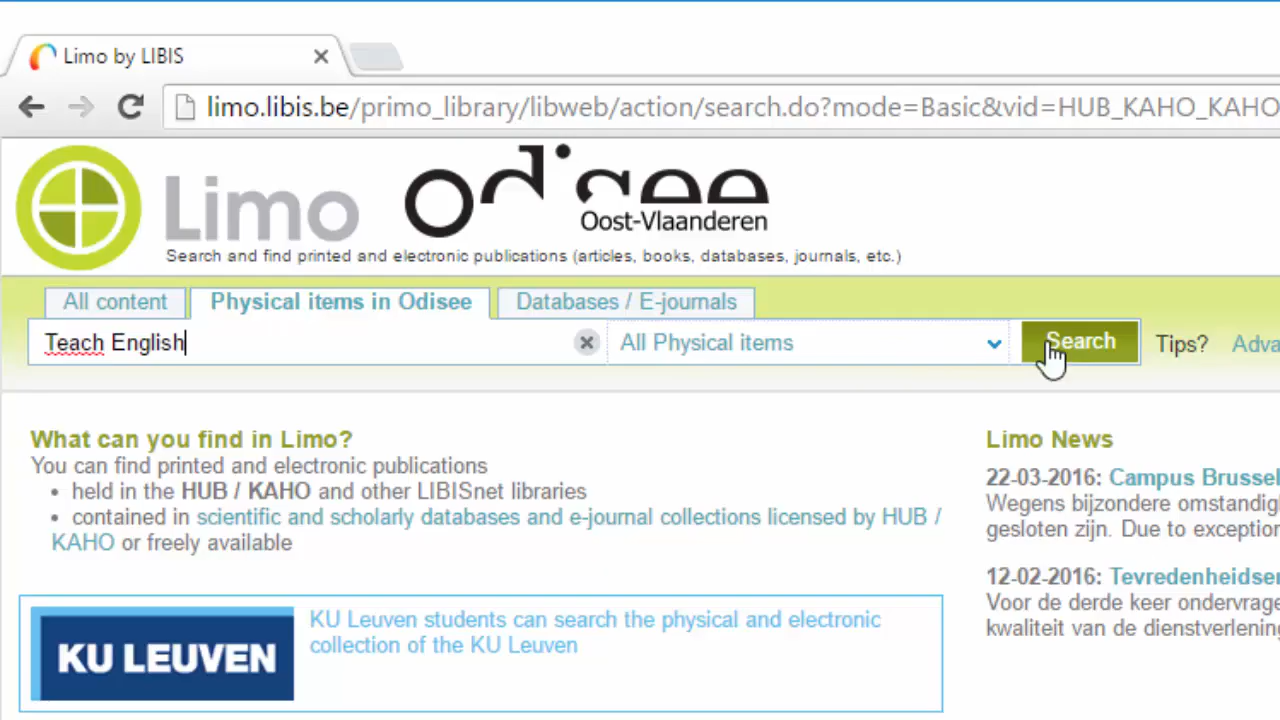 Limo by LIBIS
limo.libis.be/primo_library/libweb/action/search.do?mode=Basic&vid=HUB_KAHO_KAHO
Limo odisee
Oost-Vlaanderen
Search and find printed and electronic publications (articles, books, databases, journals, etc.)
All content Physical items in Odisee Databases / E-journals
Teach English All Physical items Search Tips? Adva
What can you find in Limo?
You can find printed and electronic publications
• held in the HUB / KAHO and other LIBISnet libraries
• contained in scientific and scholarly databases and e-journal collections licensed by HUB /
KAHO or freely available
KU LEUVEN
KU Leuven students can search the physical and electronic
collection of the KU Leuven
Limo News
22-03-2016: Campus Brussel
Wegens bijzondere omstandig
gesloten zijn. Due to exception
12-02-2016: Tevredenheidser
Voor de derde keer ondervrage
kwaliteit van de dienstverlening